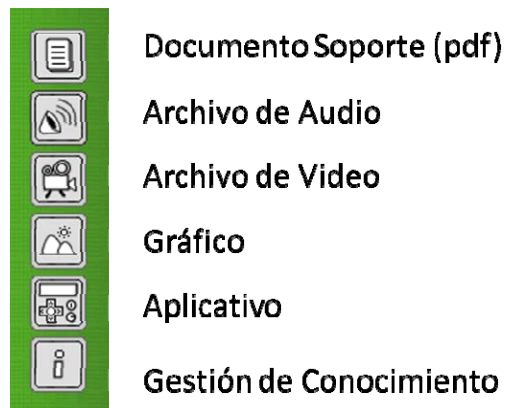 Documento Soporte (pdf)
Archivo de Audio
Archivo de Video
Gráfico
Aplicativo
Gestión de Conocimiento